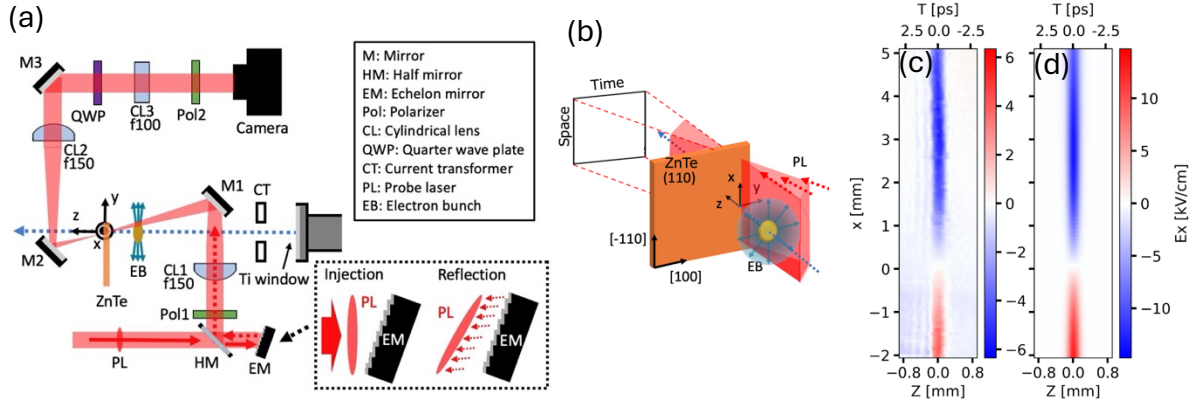 (a)
M3
QWP
CL3
f100
Pol2
Camera
CL2
f150
M: Mirror
HM: Half mirror
EM: Echelon mirror
Pol: Polarizer
CL: Cylindrical lens
QWP: Quarter wave plate
CT: Current transformer
PL: Probe laser
EB: Electron bunch
M1
CT
y
z
x
M2
EB
ZnTe
CL1
f150
Ti window
Pol1
PL
HM
EM
Injection
PL
EM
Reflection
PL
EM
(b)
Time
Space
ZnTe
(110)
PL
x
y
z
[-110]
[100]
EB
T [ps]
2.5 0.0 -2.5
(c)
x [mm]
5
4
3
2
1
0
−1
−2
−0.8 0.0 0.8
Z [mm]
6
4
2
0
−2
−4
−6
T [ps]
2.5 0.0 -2.5
(d)
−0.8 0.0 0.8
Z [mm]
10
5
0
−5
−10
Ex [kV/cm]